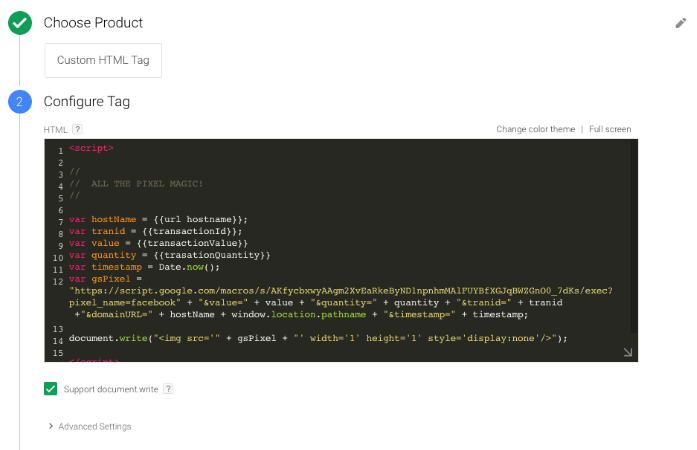 Choose Product
Custom HTML Tag
2 Configure Tag
HTML ?
Change color theme | Full screen
1 <script>
2
3 //
4 //  ALL THE PIXEL MAGIC!
5 //
6
7 var hostName = {{url hostname}};
8 var tranid = {{transactionId}};
9 var value = {{transactionValue}}
10 var quantity = {{trasationQuantity}}
11 var timestamp = Date.now();
12 var gsPixel =
"https://script.google.com/macros/s/AKfycbxwyAAgm2XvEaRkeByNDlnpnhmMAlFUYBfXGJqBWZGnO0_7dKs/exec?
pixel_name=facebook" + "&value=" + value + "&quantity=" + quantity + "&tranid=" + tranid
+"&domainURL=" + hostName + window.location.pathname + "&timestamp=" + timestamp;
13
14 document.write("<img src='" + gsPixel + "' width='1' height='1' style='display:none'/>");
15
</script>
Support document.write ?
Advanced Settings